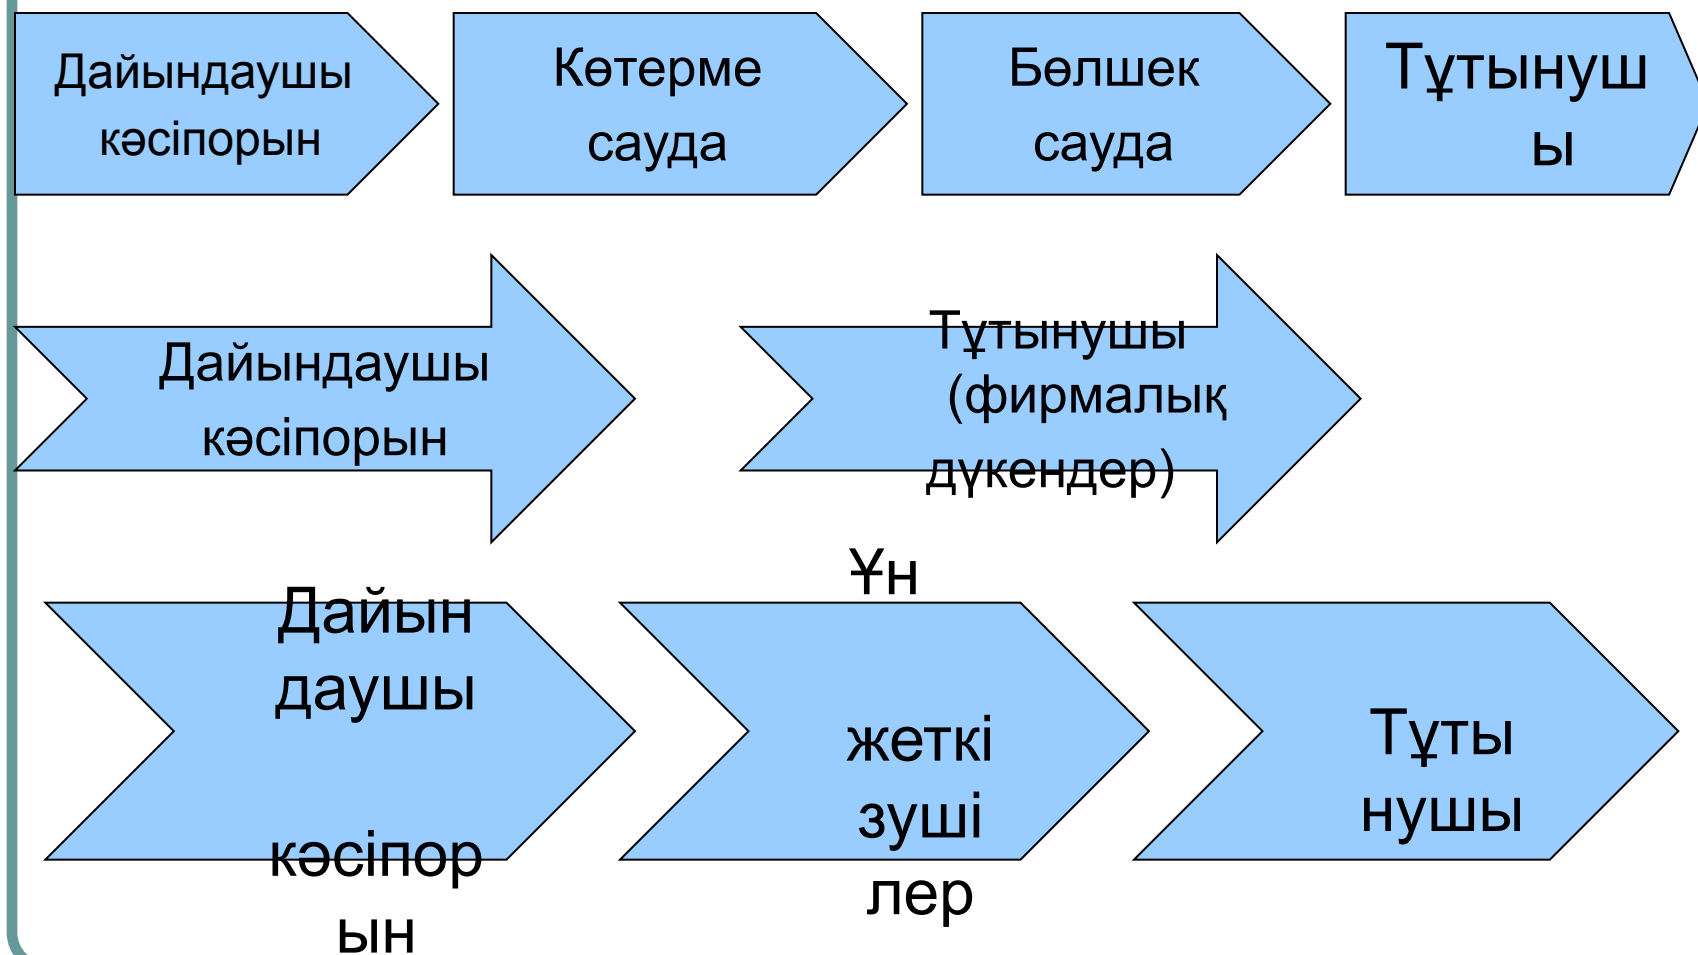 Дайындаушы
кәсіпорын
Көтерме
сауда
Бөлшек
сауда
Тұтынуш
ы
Дайындаушы
кәсіпорын
Тұтынушы
(фирмалық
дүкендер)
Дайын
даушы
кәсіпор
ын
Ұн
жеткі
зуші
лер
Тұты
нушы